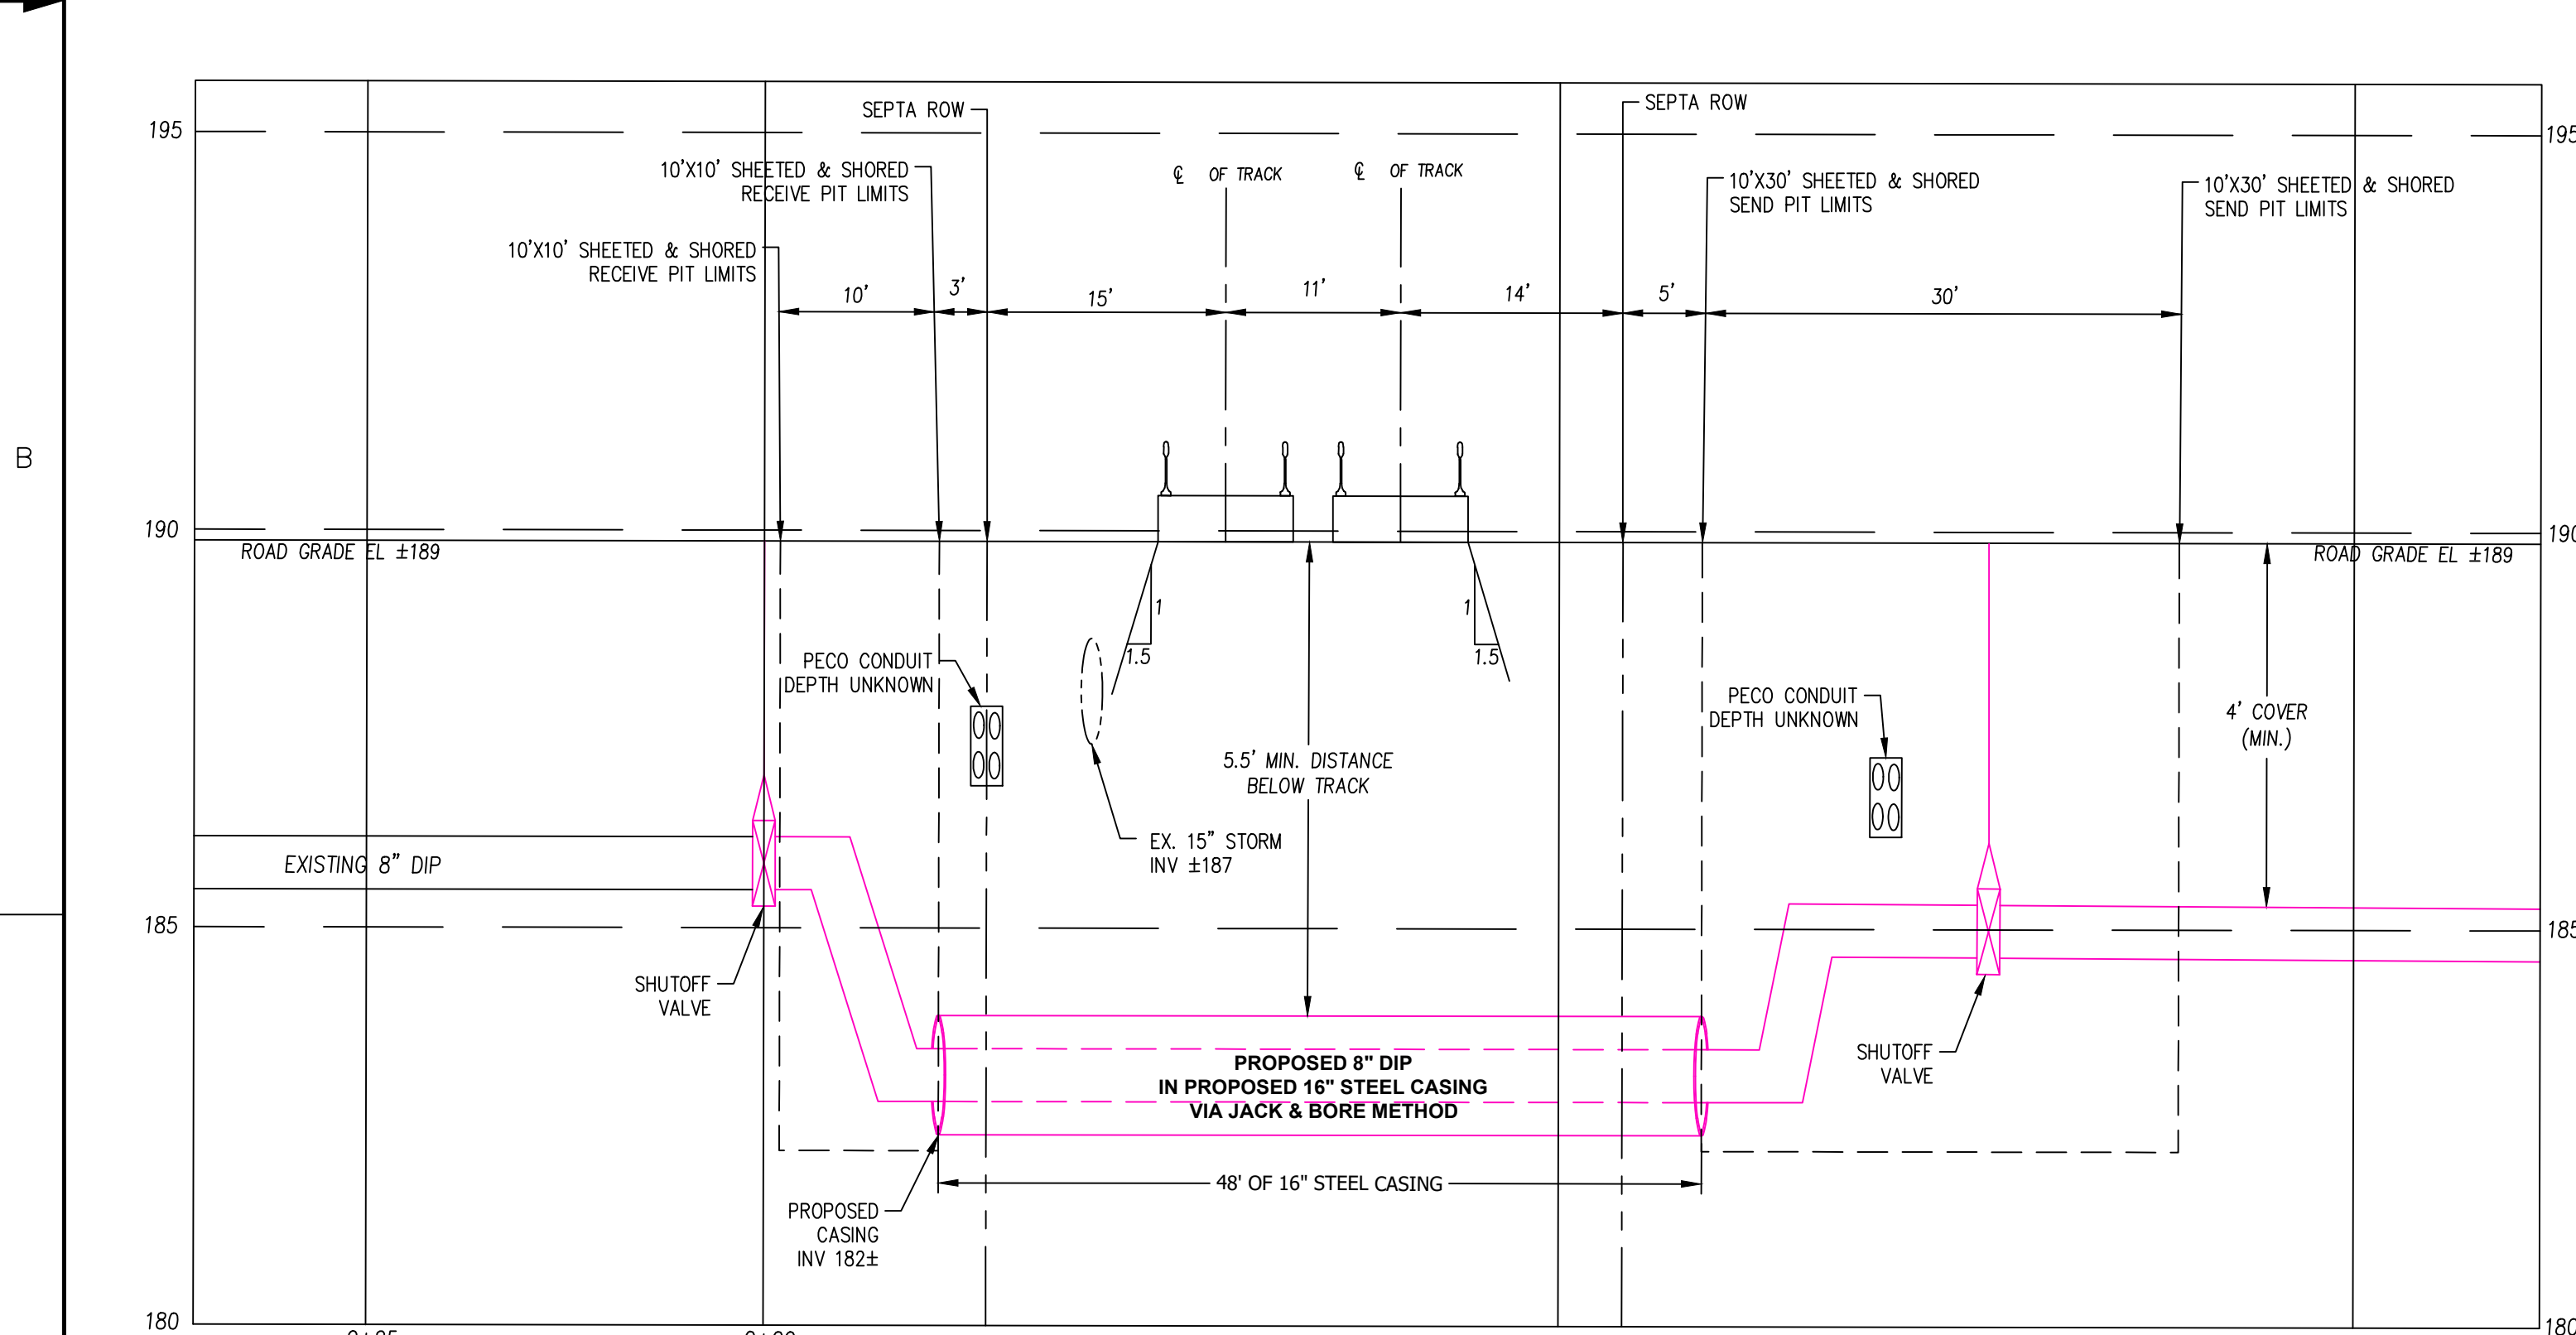 SEPTA ROW
SEPTA ROW
195
195
10'X10' SHEETED & SHORED
RECEIVE PIT LIMITS
℄ OF TRACK
℄ OF TRACK
10'X30' SHEETED & SHORED
SEND PIT LIMITS
10'X30' SHEETED & SHORED
SEND PIT LIMITS
10'X10' SHEETED & SHORED
RECEIVE PIT LIMITS
10'
3'
15'
11'
14'
5'
30'
B
190
190
ROAD GRADE EL ±189
ROAD GRADE EL ±189
1
1.5
1
1.5
PECO CONDUIT
DEPTH UNKNOWN
PECO CONDUIT
DEPTH UNKNOWN
4' COVER
(MIN.)
5.5' MIN. DISTANCE
BELOW TRACK
EX. 15" STORM
INV ±187
EXISTING 8" DIP
185
185
SHUTOFF
VALVE
SHUTOFF
VALVE
PROPOSED 8" DIP
IN PROPOSED 16" STEEL CASING
VIA JACK & BORE METHOD
48' OF 16" STEEL CASING
PROPOSED
CASING
INV 182±
180
180